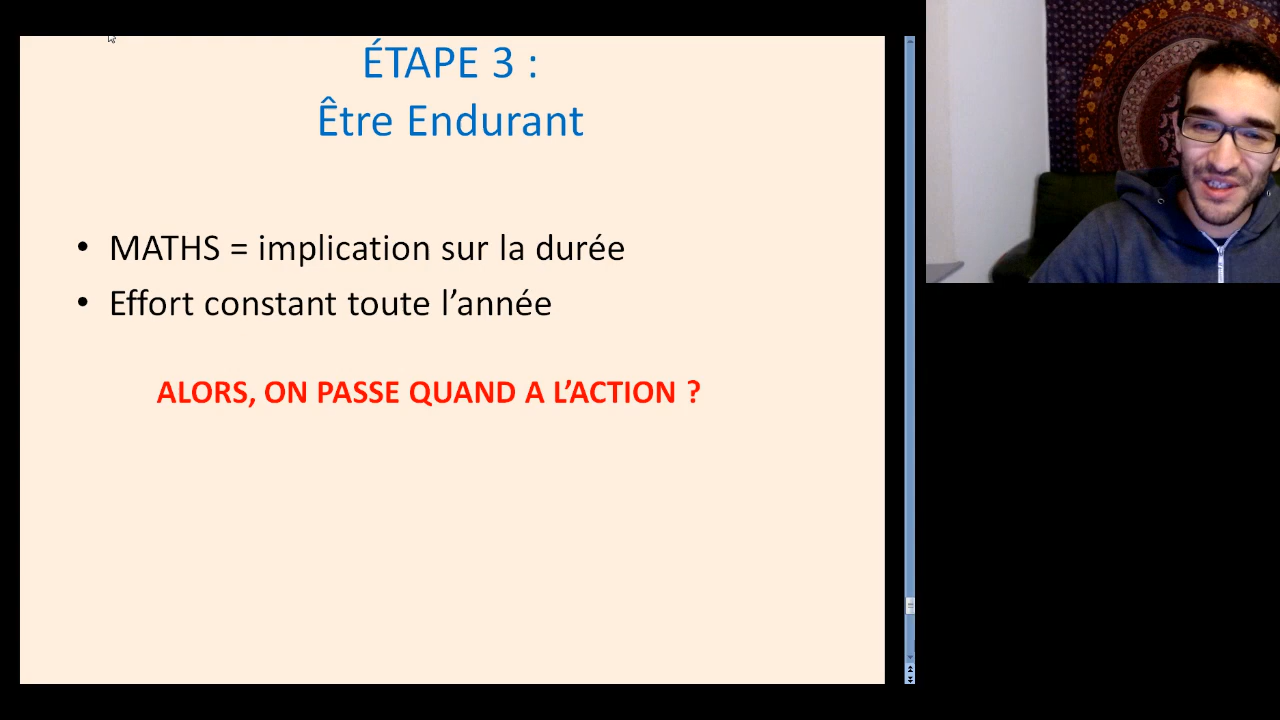 ÉTAPE 3 :
Être Endurant
• MATHS = implication sur la durée
• Effort constant toute l’année
ALORS, ON PASSE QUAND A L’ACTION ?